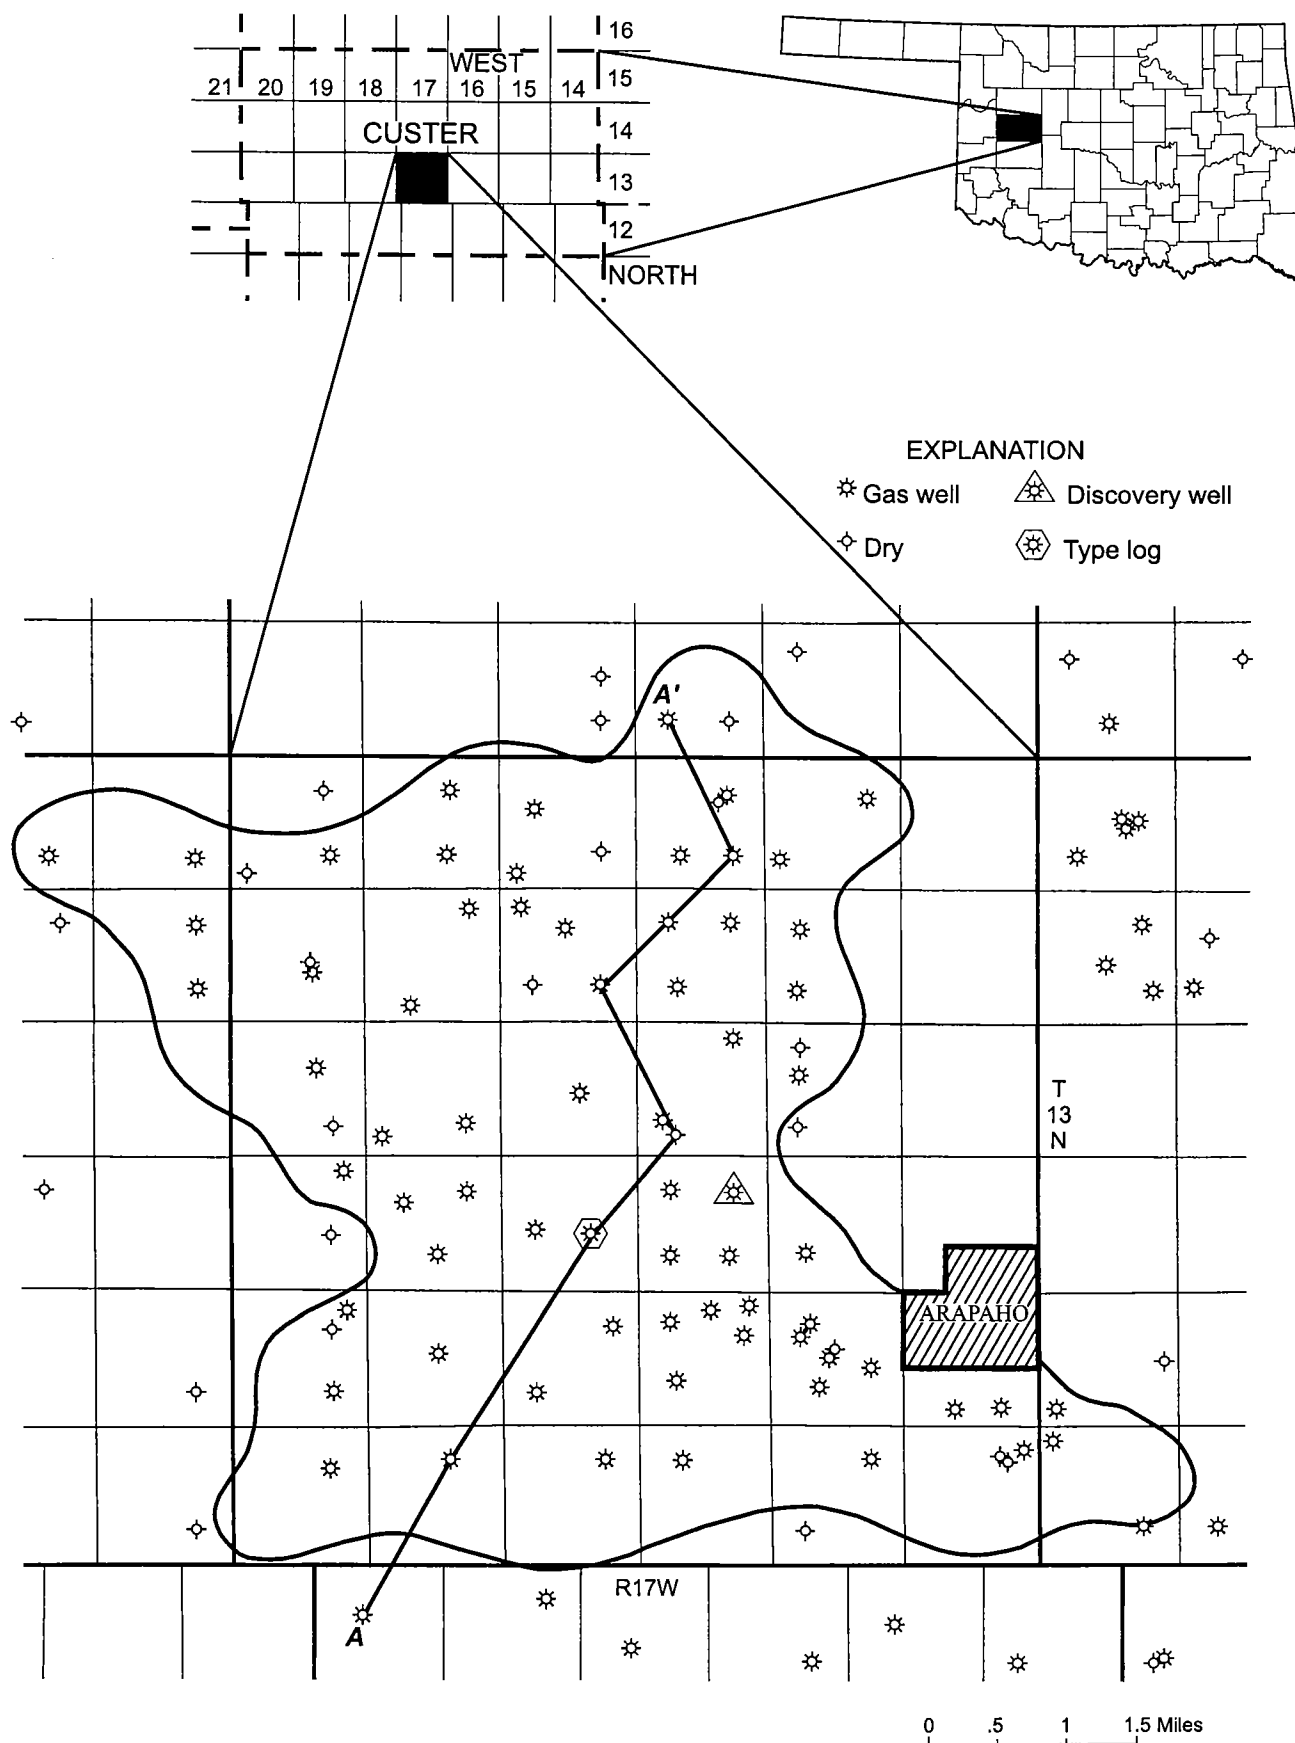 16
WEST
15
21 20 19 18 17 16 15 14
14
CUSTER
13
12
NORTH
EXPLANATION
Gas well
Discovery well
Dry
Type log
A'
T
13
N
ARAPAHO
R17W
A
0 .5 1 1.5 Miles